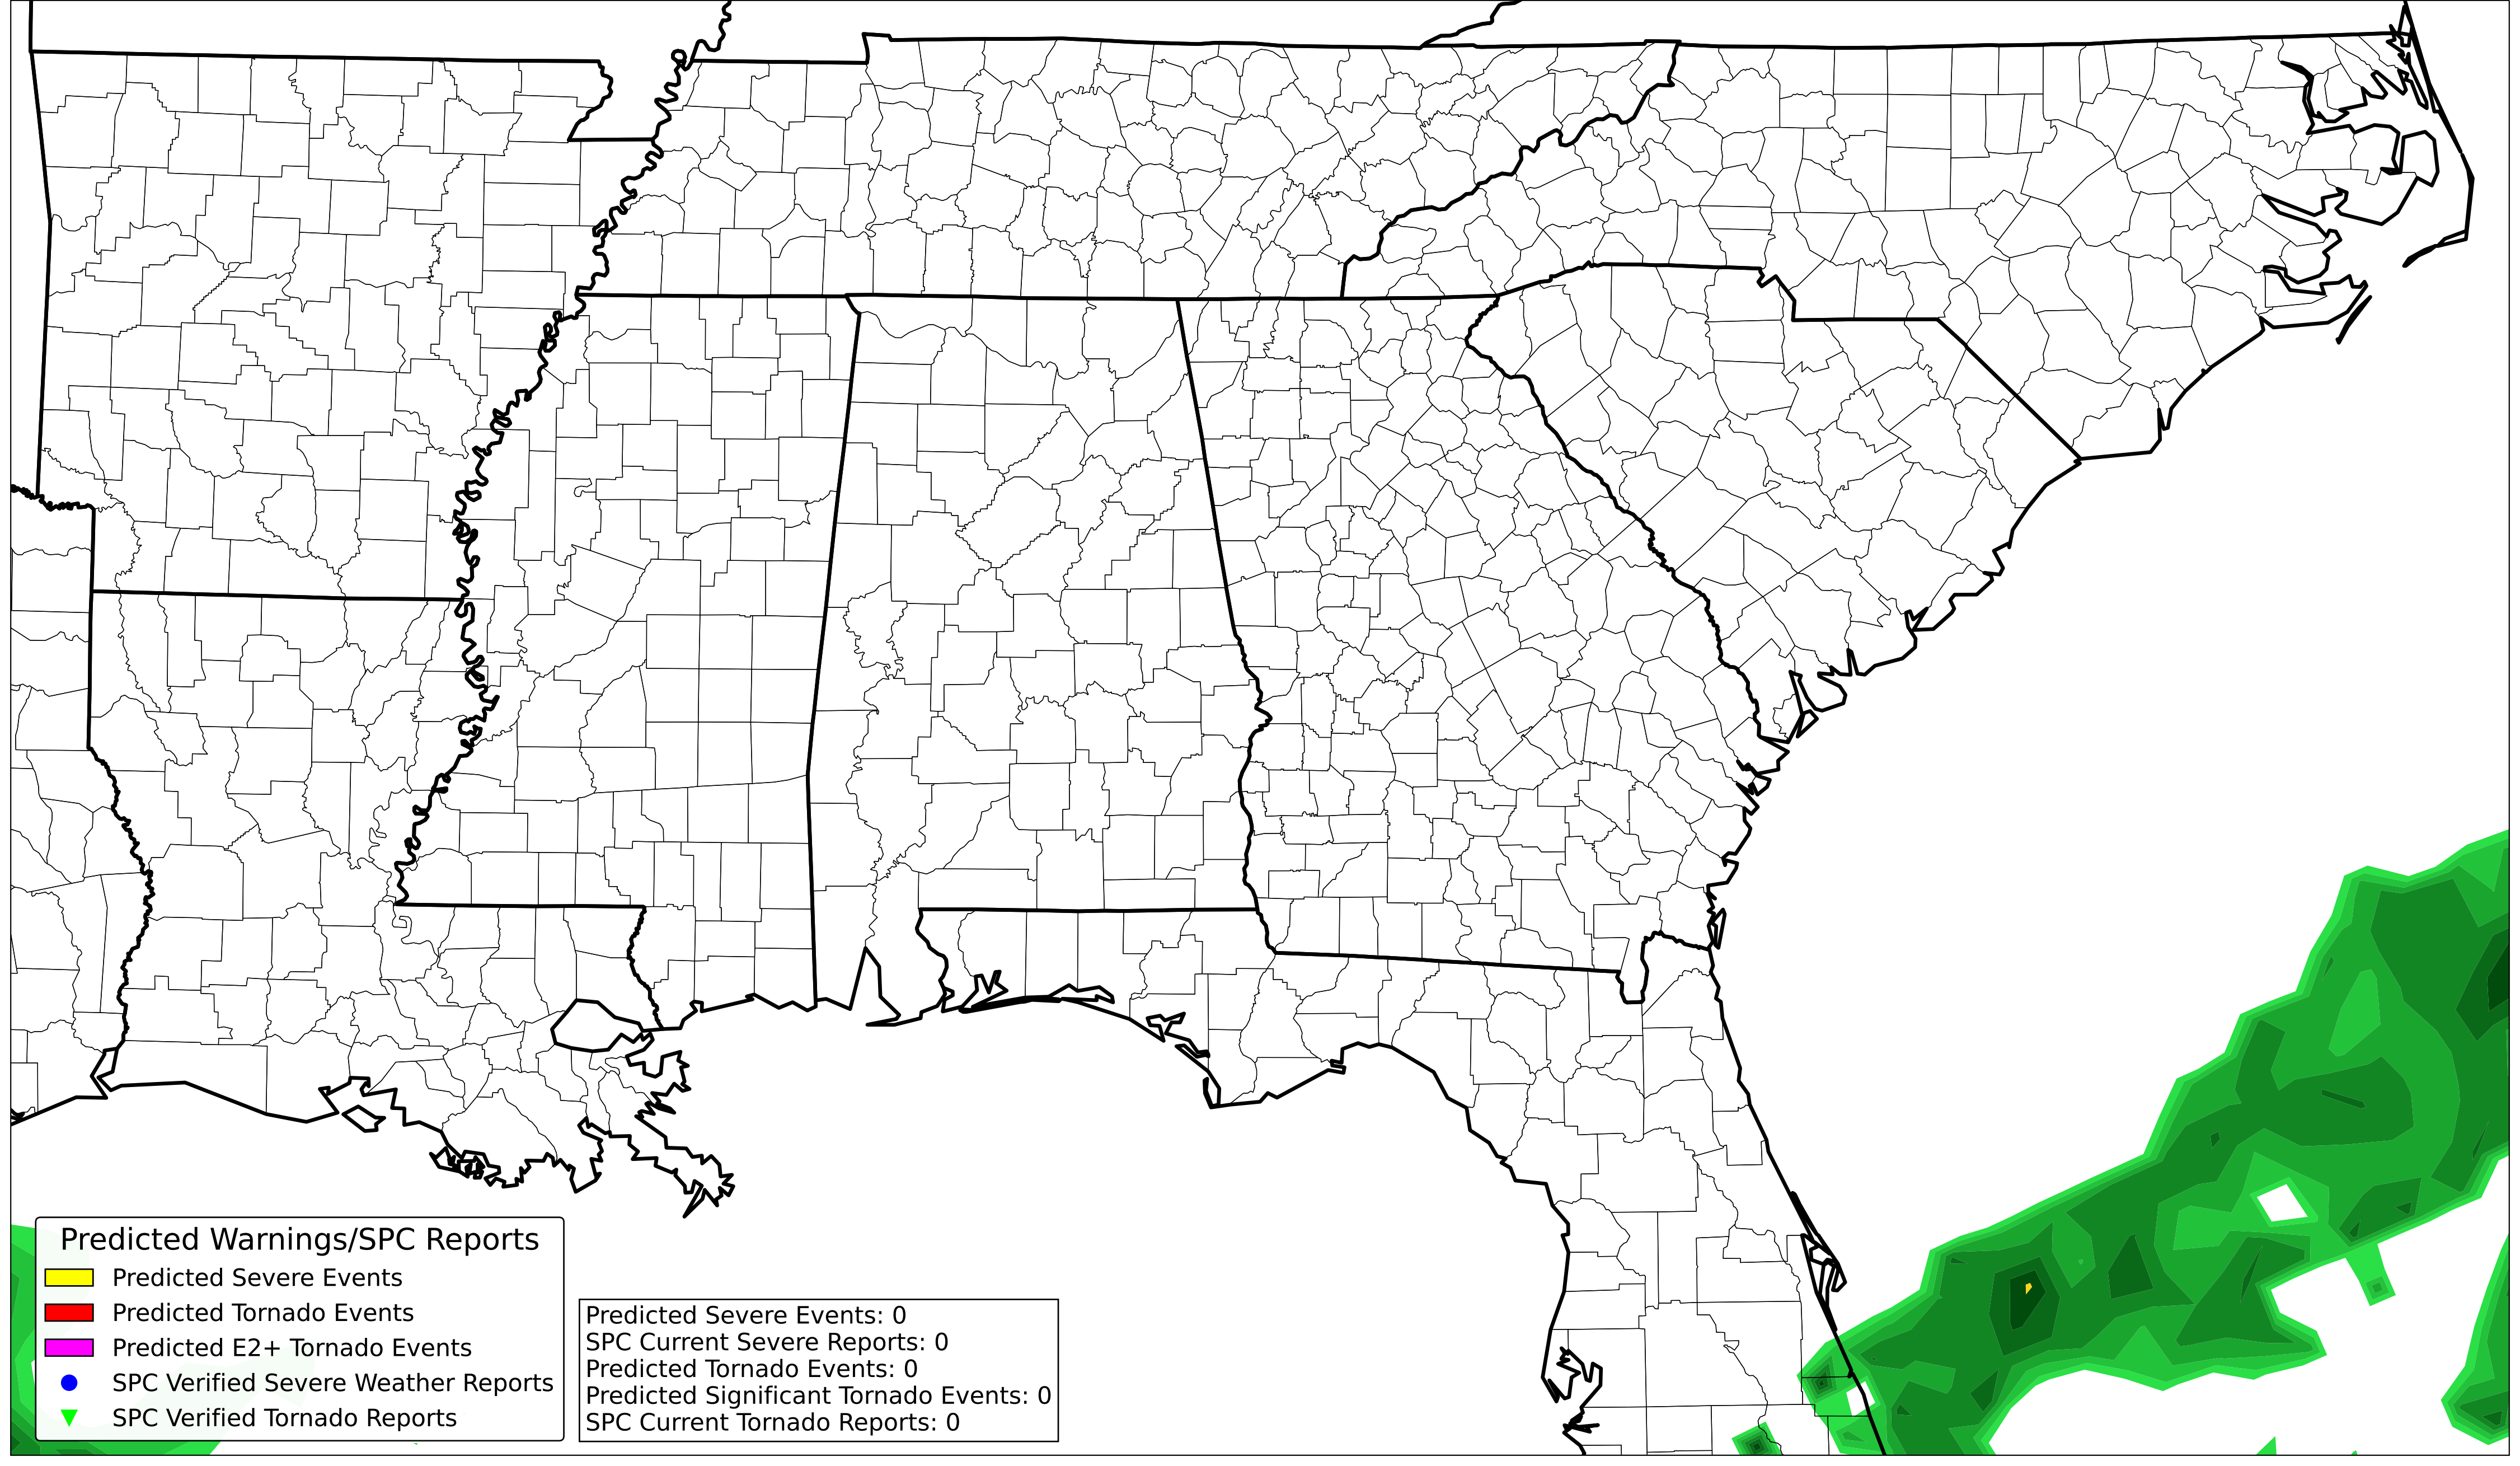 Predicted Warnings/SPC Reports
Predicted Severe Events
Predicted Tornado Events
Predicted E2+ Tornado Events
SPC Verified Severe Weather Reports
SPC Verified Tornado Reports
Predicted Severe Events: 0
SPC Current Severe Reports: 0
Predicted Tornado Events: 0
Predicted Significant Tornado Events: 0
SPC Current Tornado Reports: 0